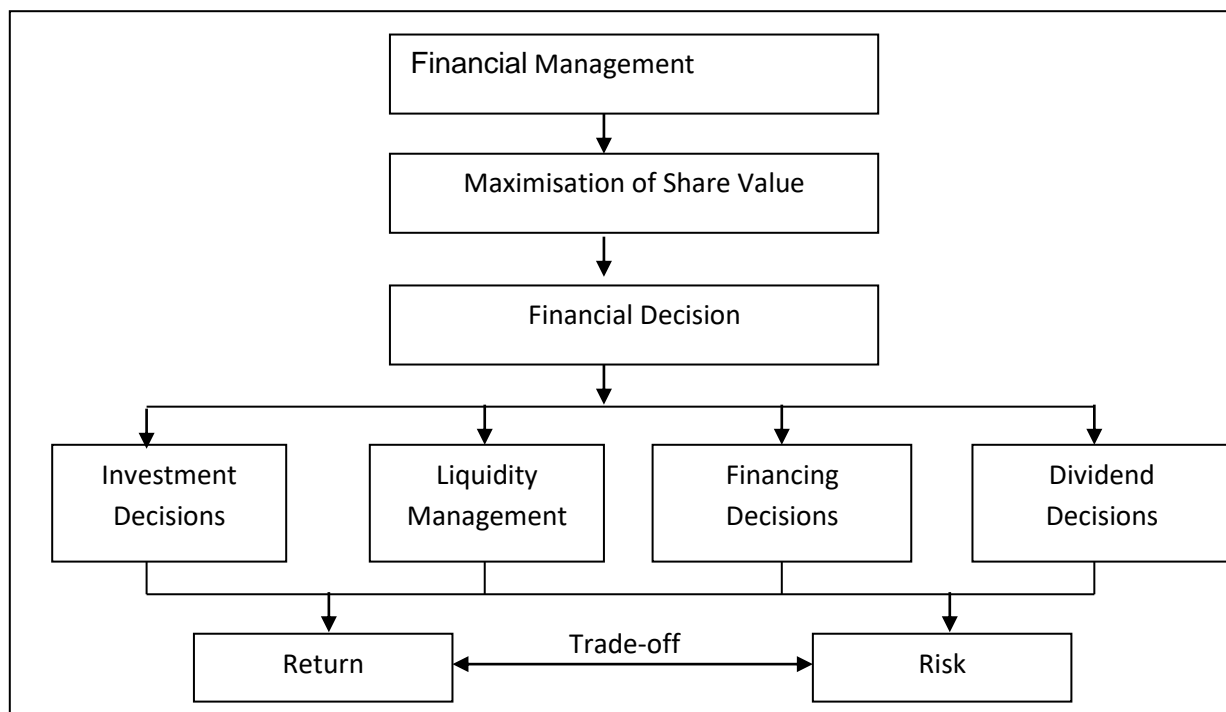 Financial Management
Maximisation of Share Value
Financial Decision
Investment
Decisions
Liquidity
Management
Financing
Decisions
Dividend
Decisions
Trade-off
Return
Risk